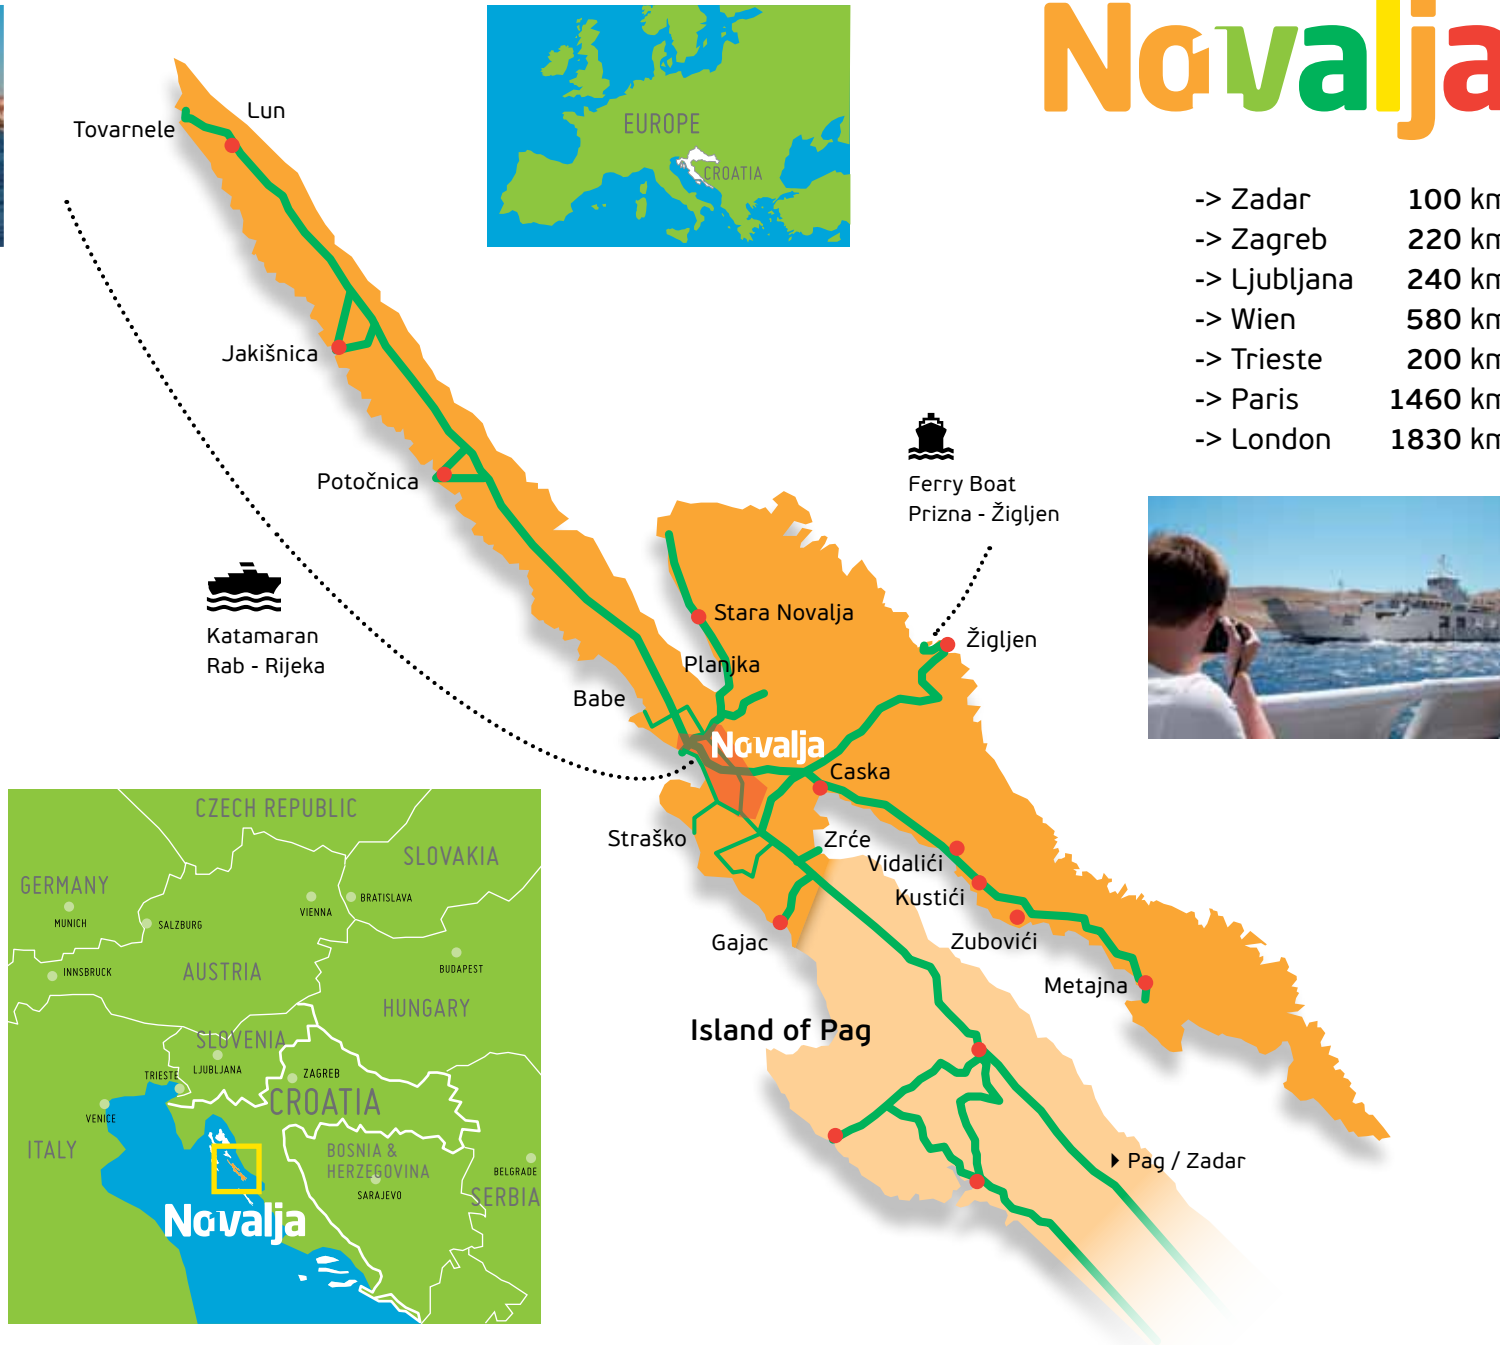 Novalja
-> Zadar 100 km
-> Zagreb 220 km
-> Ljubljana 240 km
-> Wien 580 km
-> Trieste 200 km
-> Paris 1460 km
-> London 1830 km
EUROPE
CROATIA
Lun
Tovarnele
Jakišnica
Potočnica
Ferry Boat
Prizna - Žigljen
Katamaran
Rab - Rijeka
Stara Novalja
Žigljen
Planjka
Babe
Novalja
Caska
Straško
Zrće
Vidalići
Kustići
Gajac
Zubovići
Metajna
Island of Pag
Pag / Zadar
CZECH REPUBLIC
SLOVAKIA
GERMANY
MUNICH
SALZBURG
VIENNA
BRATISLAVA
INNSBRUCK
AUSTRIA
BUDAPEST
HUNGARY
SLOVENIA
LJUBLJANA
TRIESTE
ZAGREB
CROATIA
VENICE
ITALY
BOSNIA &
HERZEGOVINA
SARAJEVO
BELGRADE
SERBIA
Novalja